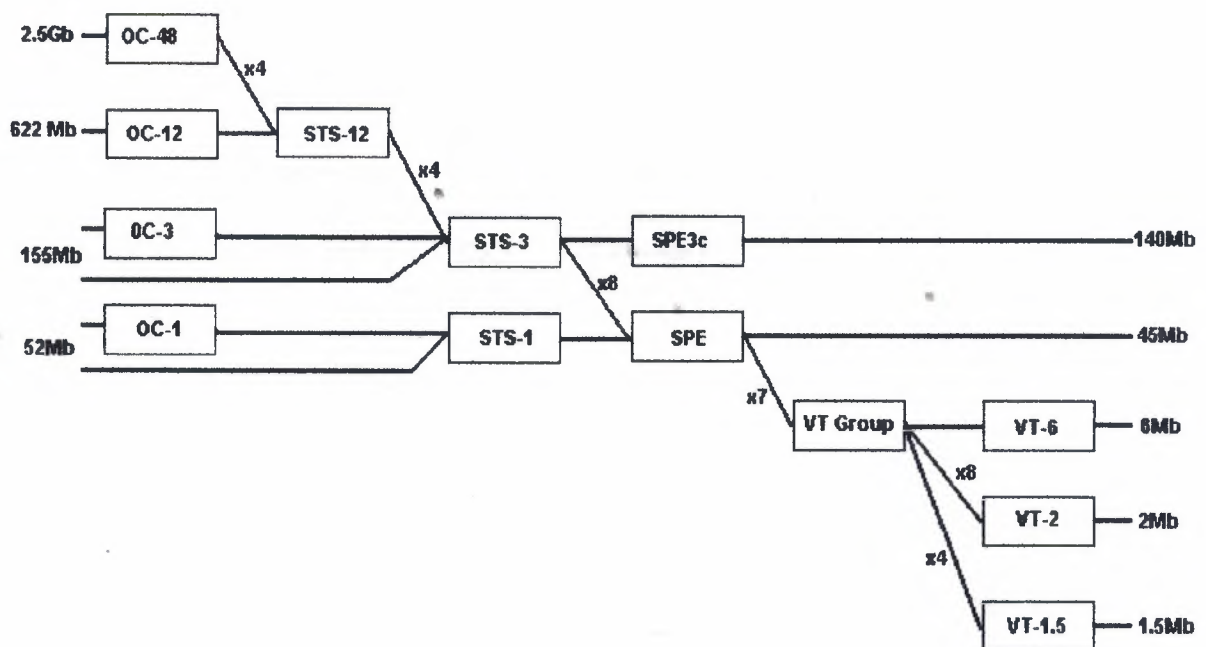 2.5Gb
OC-48
x4
622 Mb
OC-12
STS-12
x4
OC-3
155Mb
STS-3
SPE3c
140Mb
x8
OC-1
52Mb
STS-1
SPE
45Mb
x7
VT Group
VT-6
6Mb
x8
VT-2
2Mb
x4
VT-1.5
1.5Mb